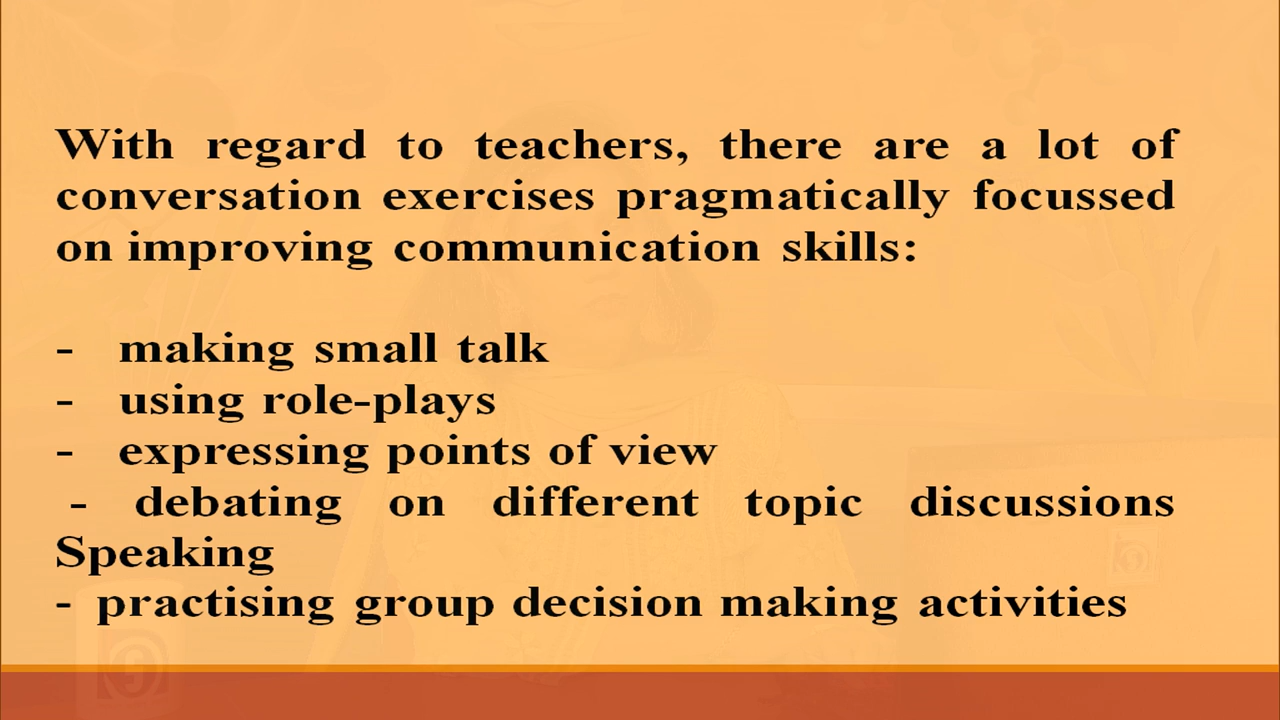 With regard to teachers, there are a lot of
conversation exercises pragmatically focussed
on improving communication skills:
- making small talk
- using role-plays
- expressing points of view
- debating on different topic discussions
Speaking
- practising group decision making activities